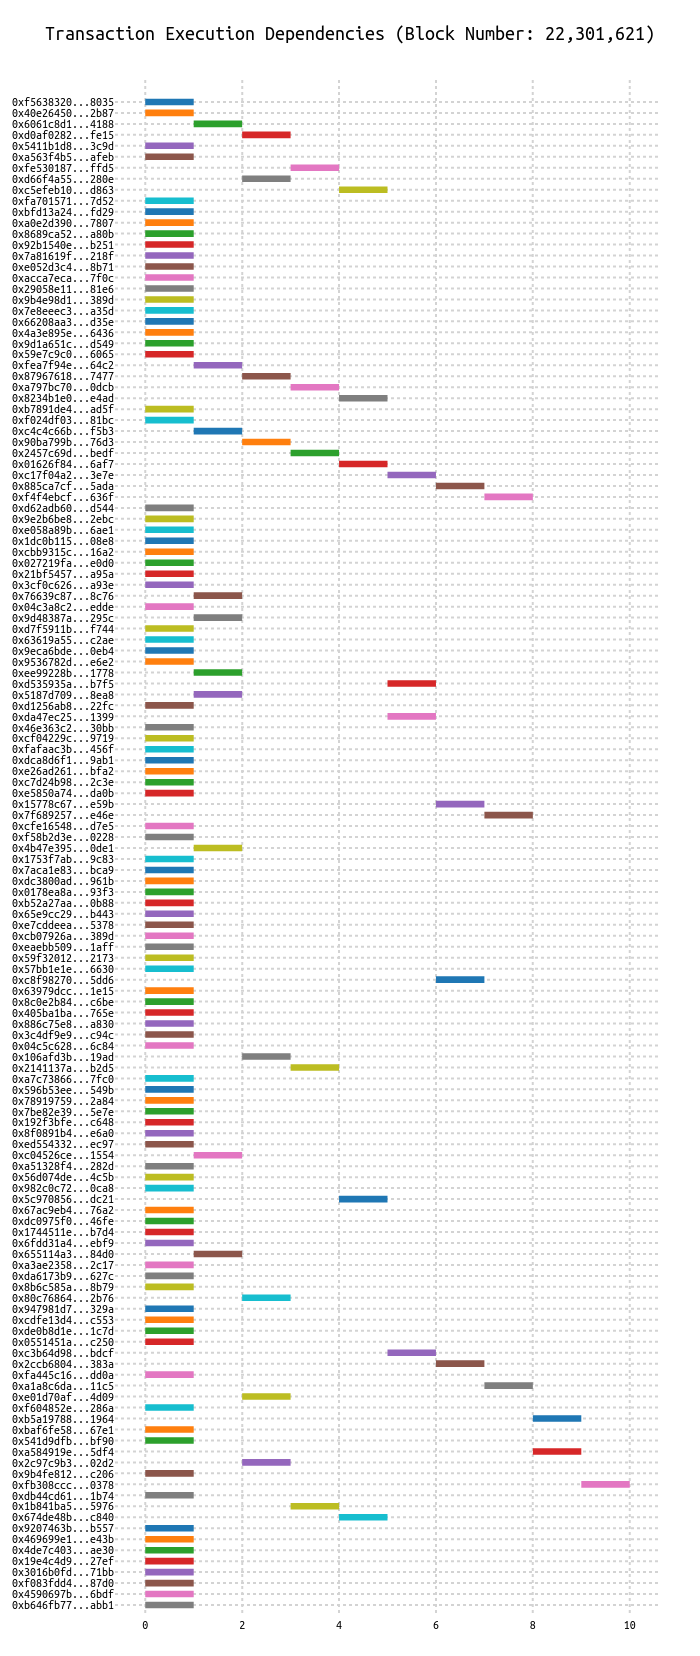 Transaction Execution Dependencies (Block Number: 22,301,621)
0xf5638320...8035
0x40e26450...2b87
0x6061c8d1...4188
0xd0af0282...fe15
0x5411b1d8...3c9d
0xa563f4b5...afeb
0xfe530187...ffd5
0xd66f4a55...280e
0xc5efeb10...d863
0xfa701571...7d52
0xbfd13a24...fd29
0xa0e2d390...7807
0x8689ca52...a80b
0x92b1540e...b251
0x7a81619f...218f
0xe052d3c4...8b71
0xacca7eca...7f0c
0x29058e11...81e6
0x9b4e98d1...389d
0x7e8eeec3...a35d
0x66208aa3...d35e
0x4a3e895e...6436
0x9d1a651c...d549
0x59e7c9c0...6065
0xfea7f94e...64c2
0x87967618...7477
0xa797bc70...0dcb
0x8234b1e0...e4ad
0xb7891de4...ad5f
0xf024df03...81bc
0xc4c4c66b...f5b3
0x90ba799b...76d3
0x2457c69d...bedf
0x01626f84...6af7
0xc17f04a2...3e7e
0x885ca7cf...5ada
0xf4f4ebcf...636f
0xd62adb60...d544
0x9e2b6be8...2ebc
0xe058a89b...6ae1
0x1dc0b115...08e8
0xcbb9315c...16a2
0x027219fa...e0d0
0x21bf5457...a95a
0x3cf0c626...a93e
0x76639c87...8c76
0x04c3a8c2...edde
0x9d48387a...295c
0xd7f5911b...f744
0x63619a55...c2ae
0x9eca6bde...0eb4
0x9536782d...e6e2
0xee99228b...1778
0xd535935a...b7f5
0x5187d709...8ea8
0xd1256ab8...22fc
0xda47ec25...1399
0x46e363c2...30bb
0xcf04229c...9719
0xfafaac3b...456f
0xdca8d6f1...9ab1
0xe26ad261...bfa2
0xc7d24b98...2c3e
0xe5850a74...da0b
0x15778c67...e59b
0x7f689257...e46e
0xcfe16548...d7e5
0xf58b2d3e...0228
0x4b47e395...0de1
0x1753f7ab...9c83
0x7aca1e83...bca9
0xdc3800ad...961b
0x0178ea8a...93f3
0xb52a27aa...0b88
0x65e9cc29...b443
0xe7cddeea...5378
0xcb07926a...389d
0xeaebb509...1aff
0x59f32012...2173
0x57bb1e1e...6630
0xc8f98270...5dd6
0x63979dcc...1e15
0x8c0e2b84...c6be
0x405ba1ba...765e
0x886c75e8...a830
0x3c4df9e9...c94c
0x04c5c628...6c84
0x106afd3b...19ad
0x2141137a...b2d5
0xa7c73866...7fc0
0x596b53ee...549b
0x78919759...2a84
0x7be82e39...5e7e
0x192f3bfe...c648
0x8f0891b4...e6a0
0xed554332...ec97
0xc04526ce...1554
0xa51328f4...282d
0x56d074de...4c5b
0x982c0c72...0ca8
0x5c970856...dc21
0x67ac9eb4...76a2
0xdc0975f0...46fe
0x1744511e...b7d4
0x6fdd31a4...ebf9
0x655114a3...84d0
0xa3ae2358...2c17
0xda6173b9...627c
0x8b6c585a...8b79
0x80c76864...2b76
0x947981d7...329a
0xcdfe13d4...c553
0xde0b8d1e...1c7d
0x0551451a...c250
0xc3b64d98...bdcf
0x2ccb6804...383a
0xfa445c16...dd0a
0xa1a8c6da...11c5
0xe01d70af...4d09
0xf604852e...286a
0xb5a19788...1964
0xbaf6fe58...67e1
0x541d9dfb...bf90
0xa584919e...5df4
0x2c97c9b3...02d2
0x9b4fe812...c206
0xfb308ccc...0378
0xdb44cd61...1b74
0x1b841ba5...5976
0x674de48b...c840
0x9207463b...b557
0x469699e1...e43b
0x4de7c403...ae30
0x19e4c4d9...27ef
0x3016b0fd...71bb
0xf083fdd4...87d0
0x4590697b...6bdf
0xb646fb77...abb1
0 2 4 6 8 10